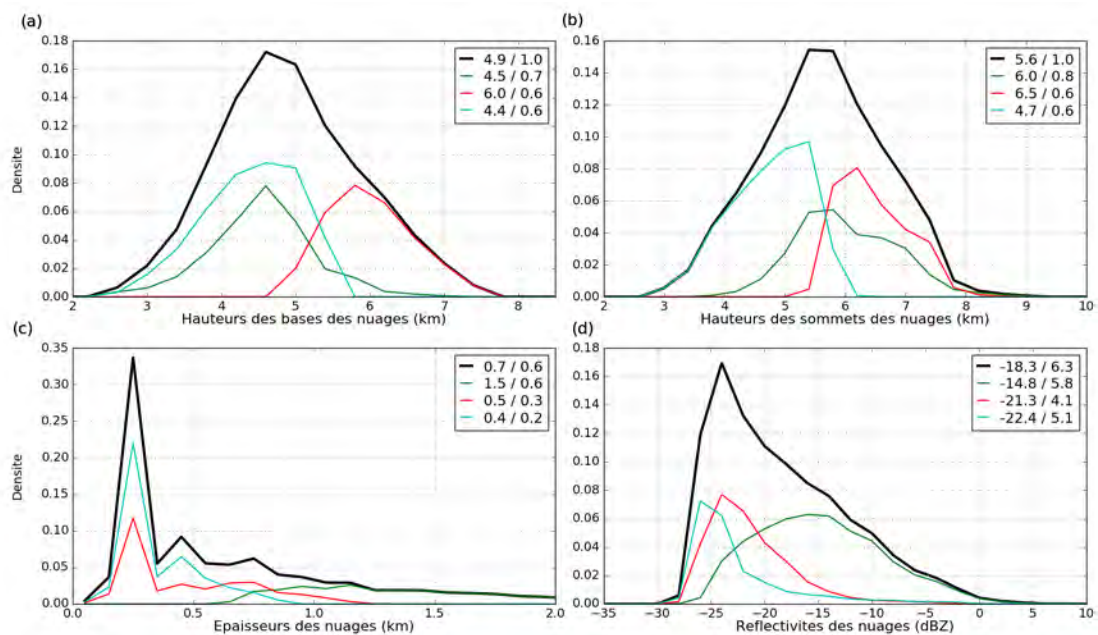 (a)
0.18
0.16
0.14
0.12
0.10
0.08
0.06
0.04
0.02
0.00
Densite
4.9 / 1.0
4.5 / 0.7
6.0 / 0.6
4.4 / 0.6
2 3 4 5 6 7 8
Hauteurs des bases des nuages (km)
(b)
0.16
0.14
0.12
0.10
0.08
0.06
0.04
0.02
0.00
5.6 / 1.0
6.0 / 0.8
6.5 / 0.6
4.7 / 0.6
2 3 4 5 6 7 8 9 10
Hauteurs des sommets des nuages (km)
(c)
0.35
0.30
0.25
0.20
0.15
0.10
0.05
0.00
Densite
0.7 / 0.6
1.5 / 0.6
0.5 / 0.3
0.4 / 0.2
0.0 0.5 1.0 1.5 2.0
Epaisseurs des nuages (km)
(d)
0.18
0.16
0.14
0.12
0.10
0.08
0.06
0.04
0.02
0.00
-18.3 / 6.3
-14.8 / 5.8
-21.3 / 4.1
-22.4 / 5.1
−35 −30 −25 −20 −15 −10 −5 0 5 10
Reflectivites des nuages (dBZ)